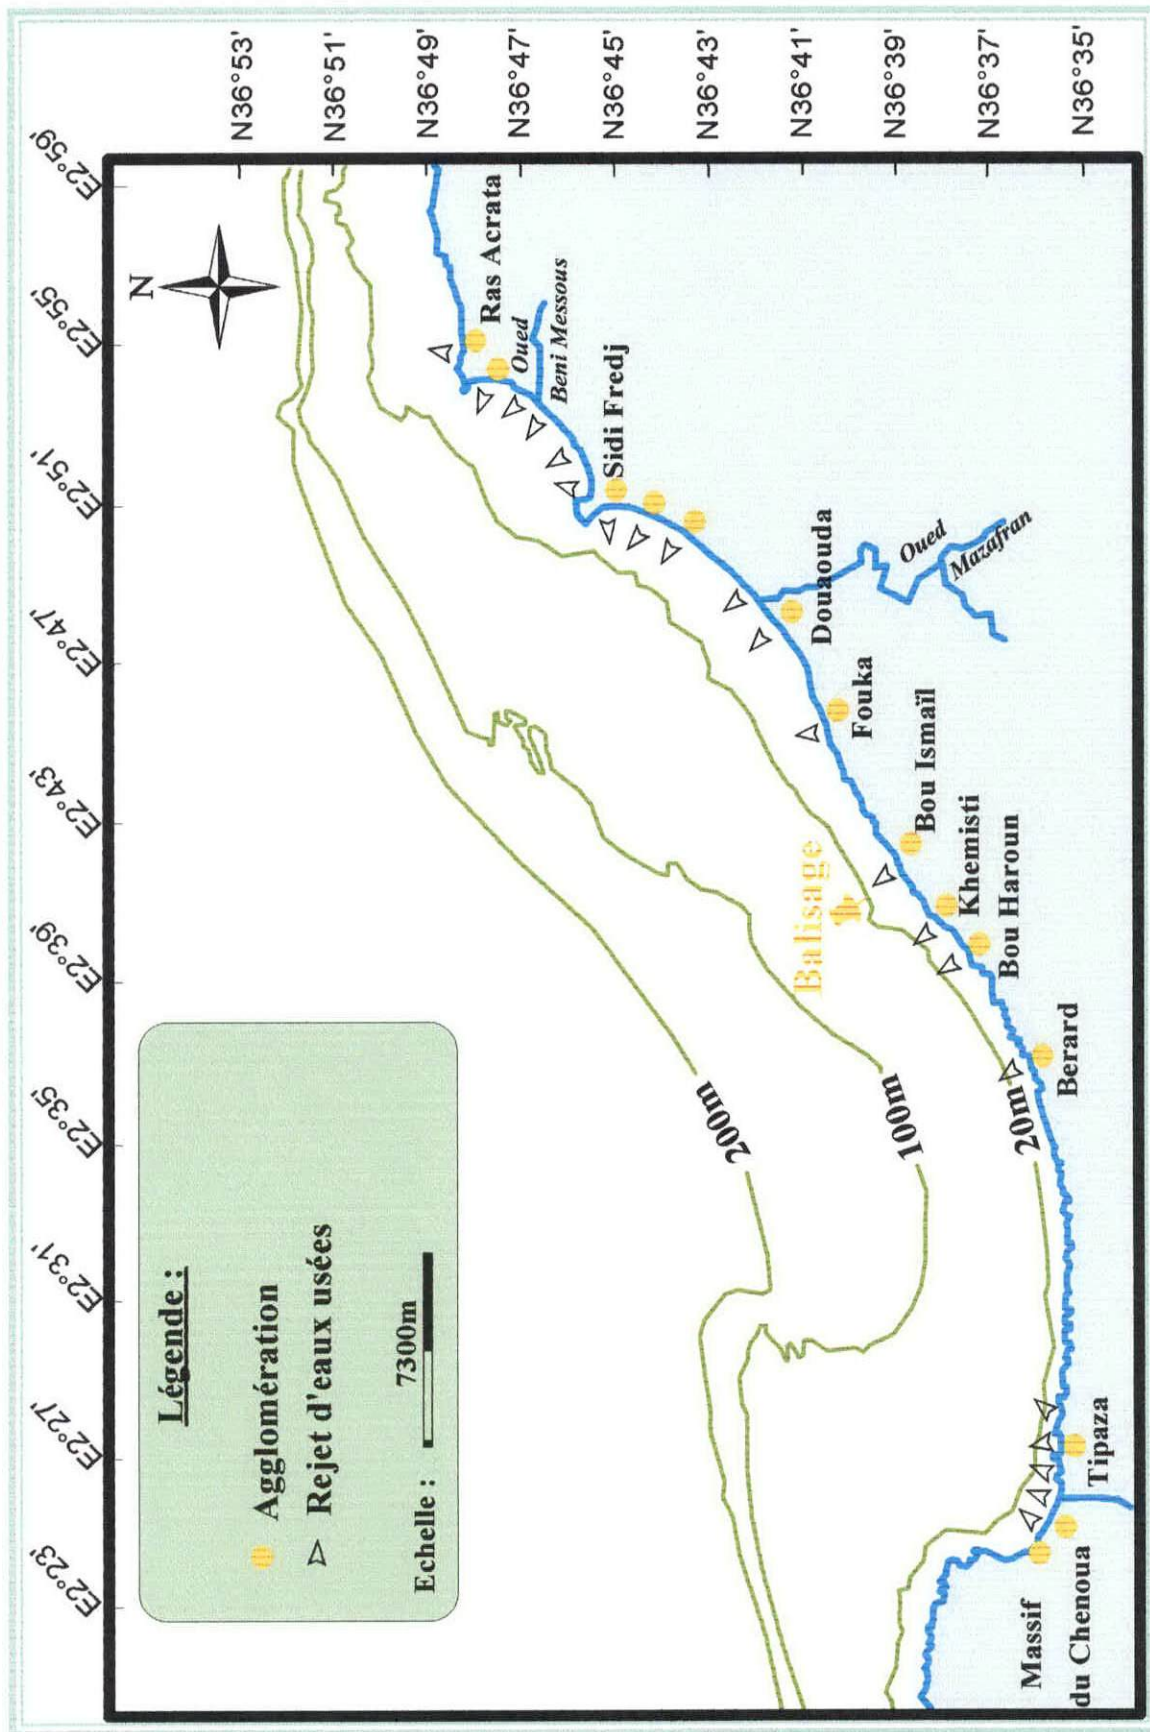 E2°23'
E2°27'
E2°31'
E2°35'
E2°39'
E2°43'
E2°47'
E2°51'
E2°55'
E2°59'
N36°53'
N36°51'
N36°49'
N36°47'
N36°45'
N36°43'
N36°41'
N36°39'
N36°37'
N36°35'
Légende :
Agglomération
Rejet d'eaux usées
Echelle :
7300m
N
200m
100m
20m
Balisage
Ras Acrata
Oued
Beni Messous
Sidi Fredj
Douaouda
Oued
Mazafran
Fouka
Bou Ismaïl
Khemisti
Bou Haroun
Berard
Tipaza
Massif
du Chenoua